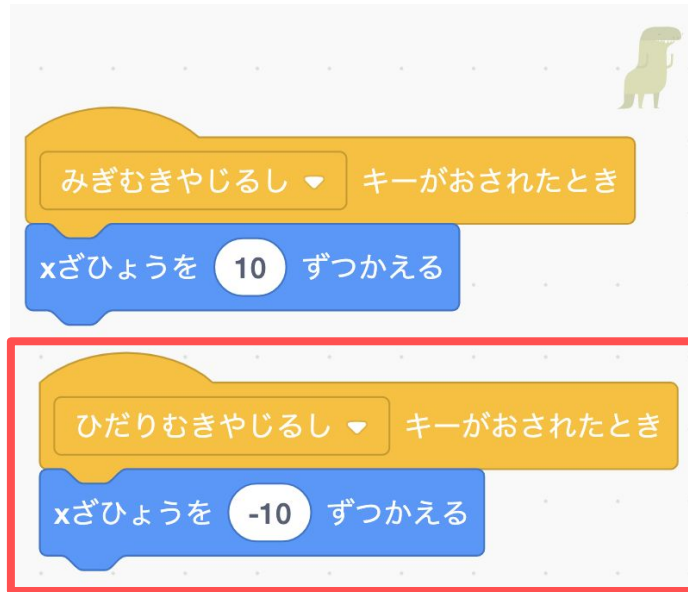 みぎむきやじるし キーがおされたとき
xざひょうを 10 ずつかえる
ひだりむきやじるし キーがおされたとき
xざひょうを -10 ずつかえる